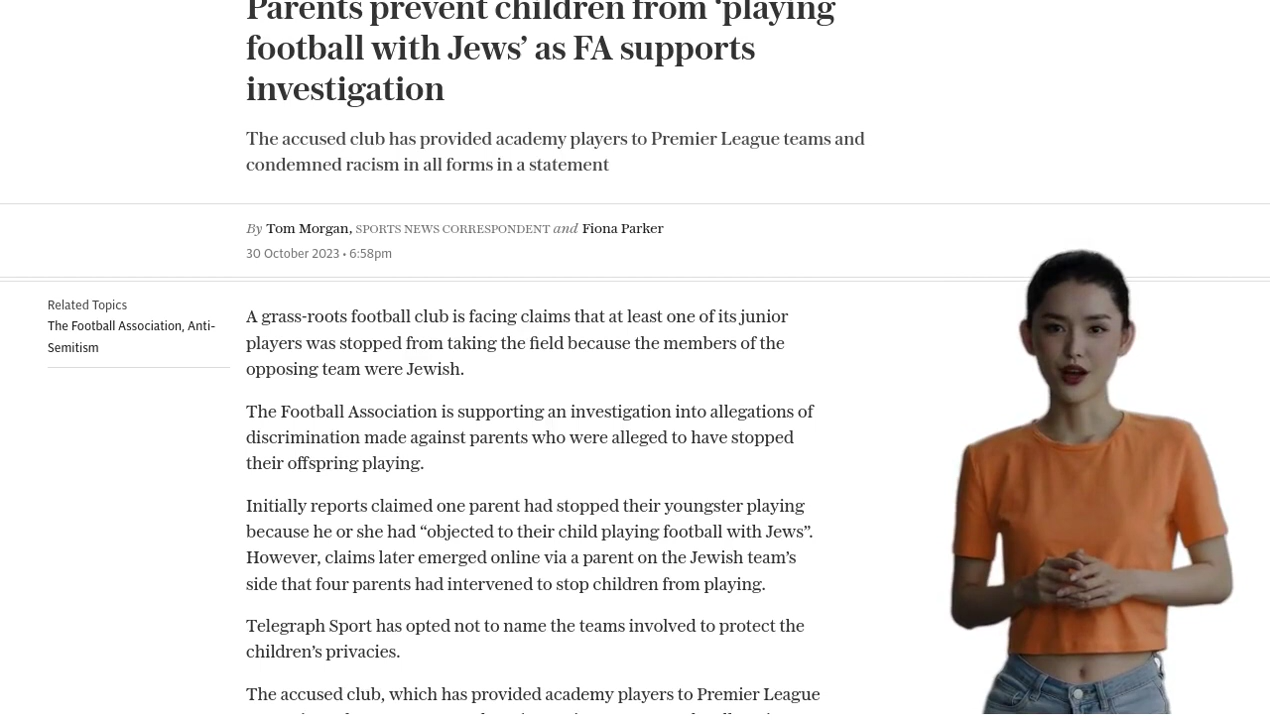 Parents prevent children from ‘playing
football with Jews’ as FA supports
investigation
The accused club has provided academy players to Premier League teams and
condemned racism in all forms in a statement
By Tom Morgan, SPORTS NEWS CORRESPONDENT and Fiona Parker
30 October 2023 • 6:58pm
Related Topics
The Football Association, Anti-
Semitism
A grass-roots football club is facing claims that at least one of its junior
players was stopped from taking the field because the members of the
opposing team were Jewish.
The Football Association is supporting an investigation into allegations of
discrimination made against parents who were alleged to have stopped
their offspring playing.
Initially reports claimed one parent had stopped their youngster playing
because he or she had “objected to their child playing football with Jews”.
However, claims later emerged online via a parent on the Jewish team’s
side that four parents had intervened to stop children from playing.
Telegraph Sport has opted not to name the teams involved to protect the
children’s privacies.
The accused club, which has provided academy players to Premier League